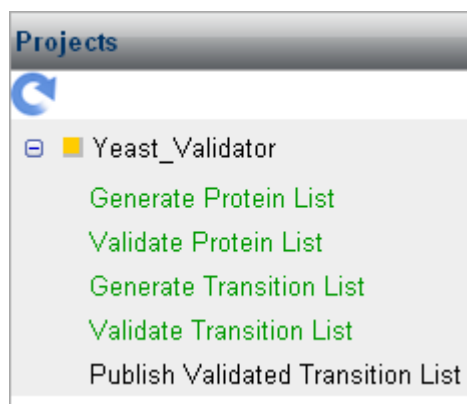 Projects
Yeast_Validator
Generate Protein List
Validate Protein List
Generate Transition List
Validate Transition List
Publish Validated Transition List